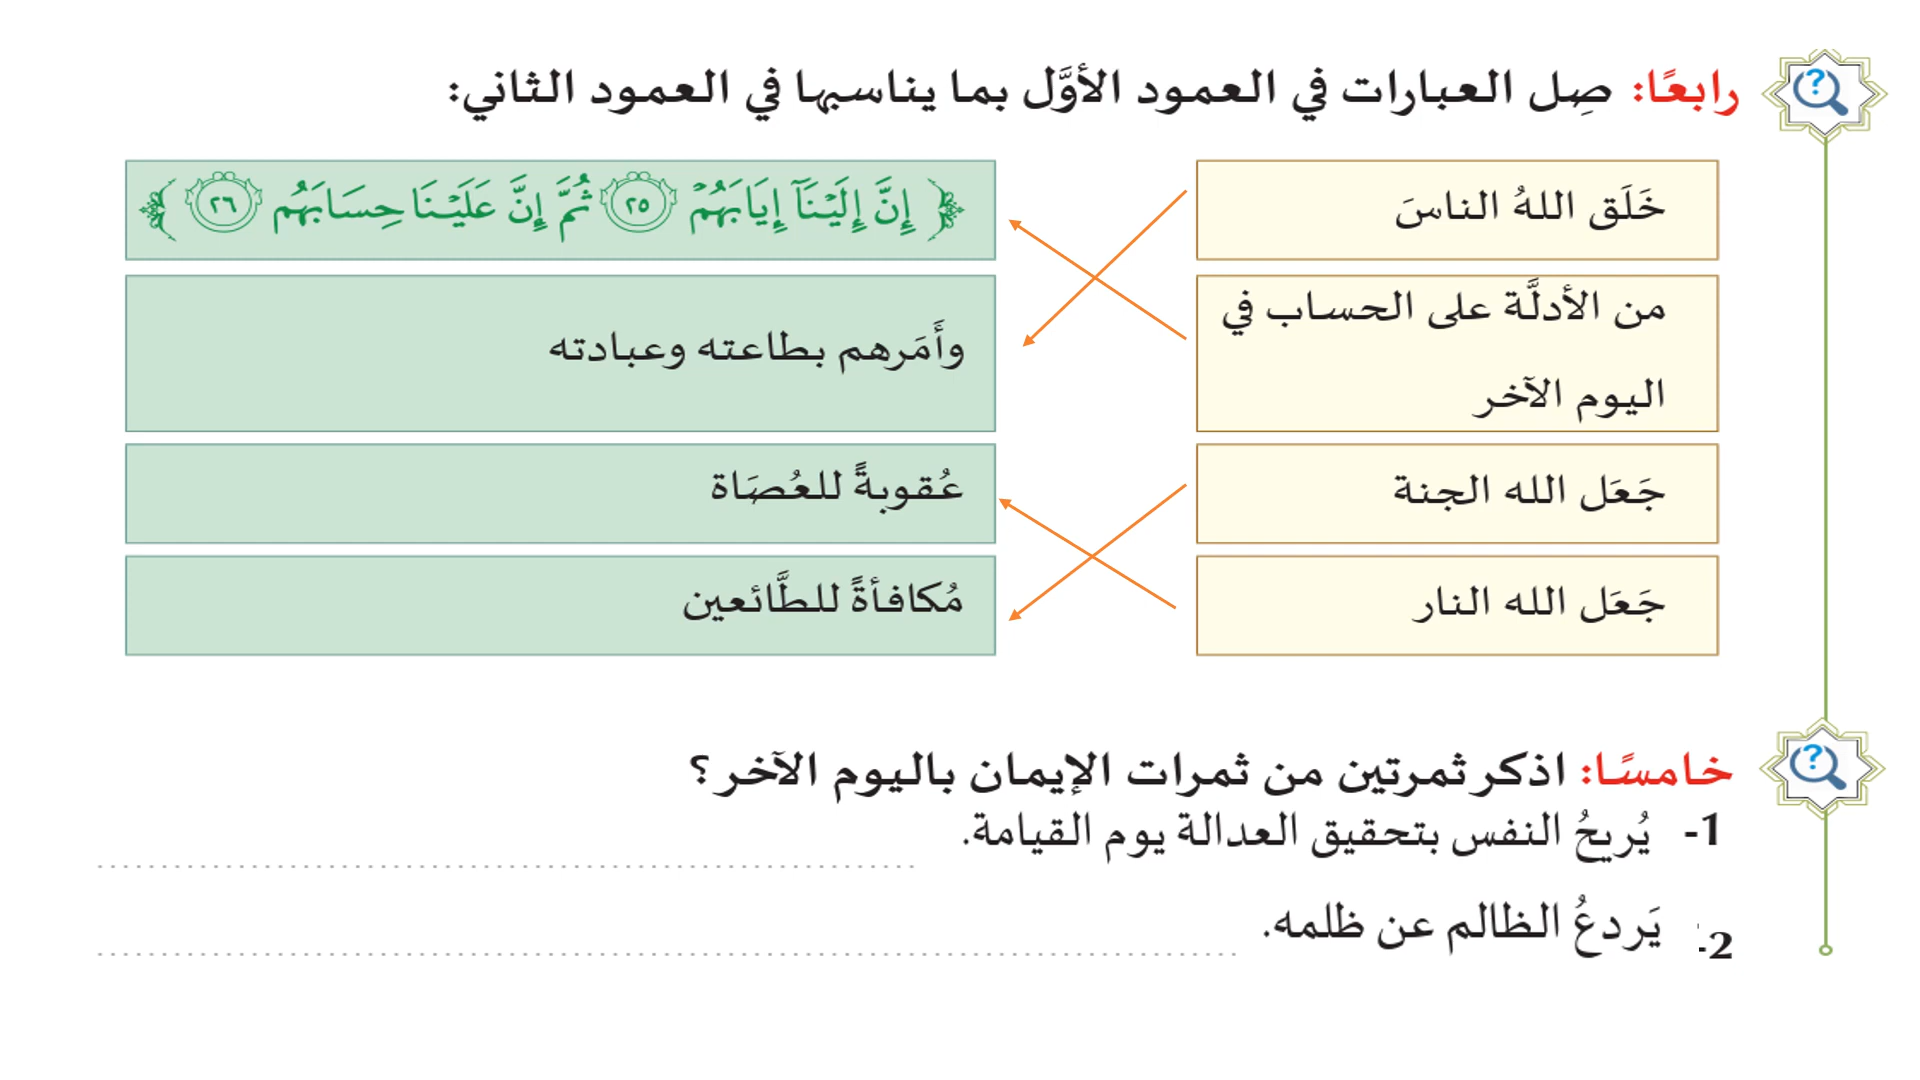 رابعًا: صِل العبارات في العمود الأوَّل بما يناسبها في العمود الثاني:
خَلَق اللهُ الناسَ
﴿ إِنَّ إِلَيْنَآ إِيَابَهُمْ ٢٥ ثُمَّ إِنَّ عَلَيْنَا حِسَابَهُم ٢٦ ﴾
من الأدلَّة على الحساب في
اليوم الآخر
وأَمَرهم بطاعته وعبادته
جَعَل الله الجنة
عُقوبةً للعُصَاة
جَعَل الله النار
مُكافأةً للطَّائعين
خامسًا: اذكر ثمرتين من ثمرات الإيمان باليوم الآخر؟
1- يُريحُ النفس بتحقيق العدالة يوم القيامة.
2- يَردعُ الظالم عن ظلمه.